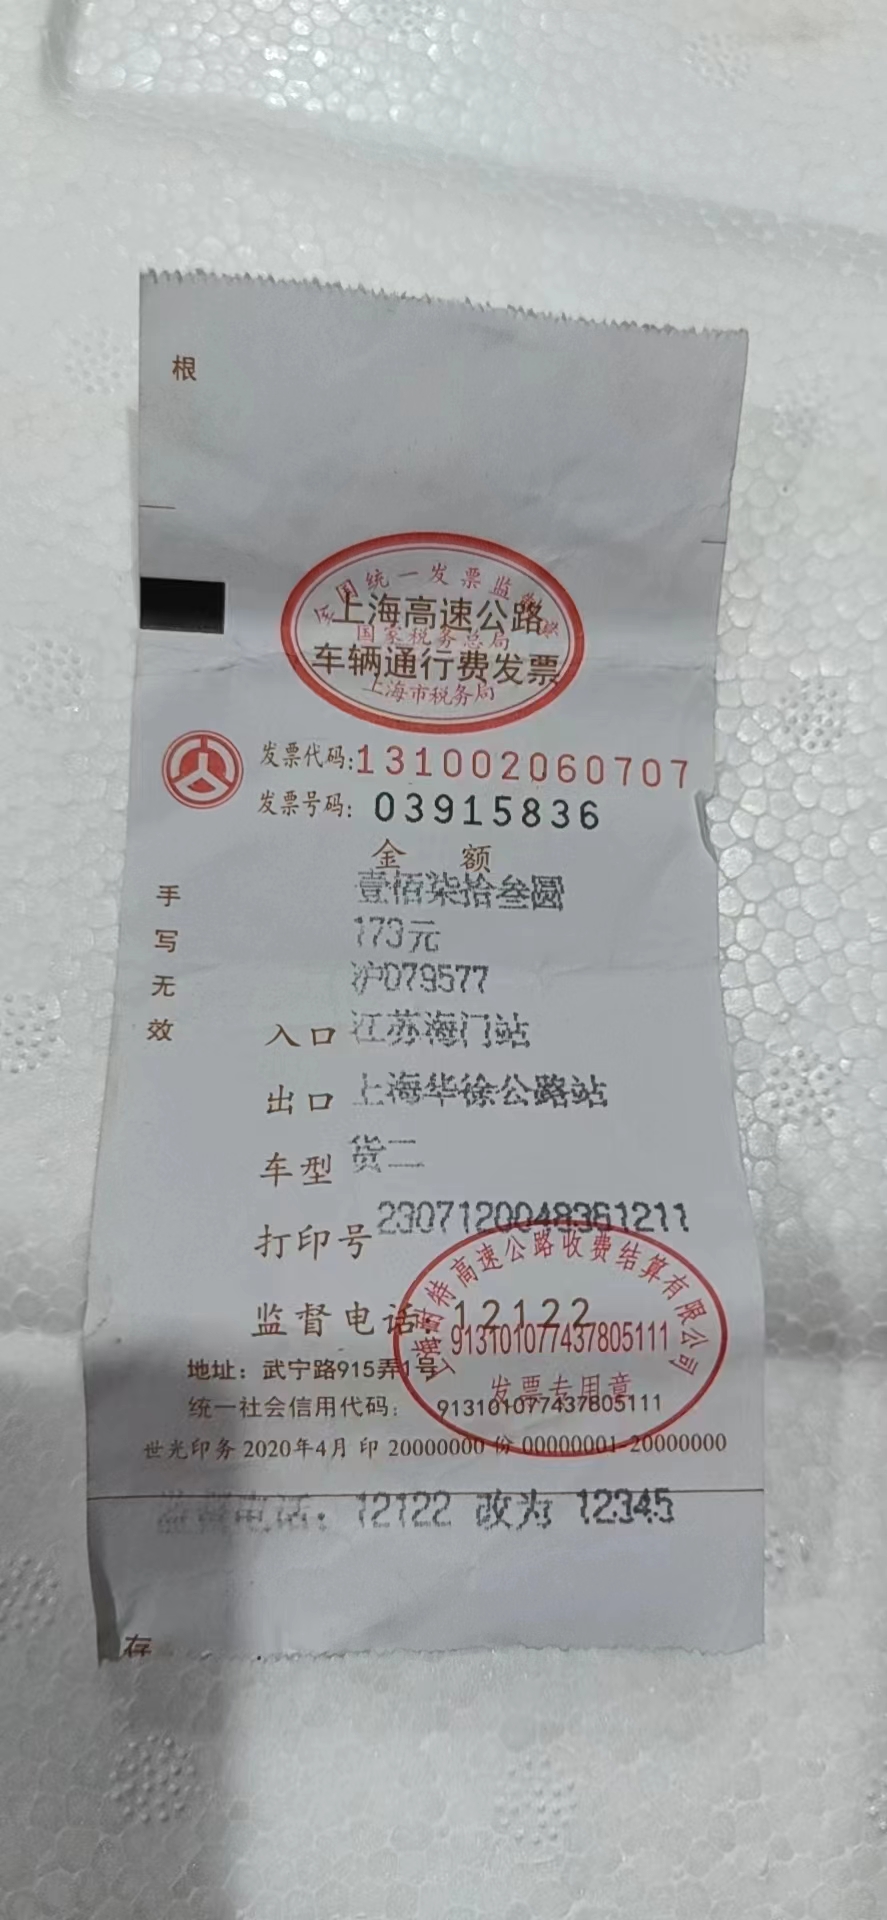 根
全国统一发票监制章
国家税务总局
上海市税务局
上海高速公路
车辆通行费发票
发票代码:131002060707
发票号码: 03915836
金 额
壹佰柒拾叁圆
173元
沪D79577
手写无效
入口 江苏海门站
出口 上海华徐公路站
车型 货二
打印号 2307120048361211
监督电话: 12122
地址: 武宁路915弄1号
统一社会信用代码: 913101077437805111
上海耐特高速公路收费结算有限公司
913101077437805111
发票专用章
世光印务 2020年4月 印 20000000 份 00000001-20000000
监督电话: 12122 改为 12345
存